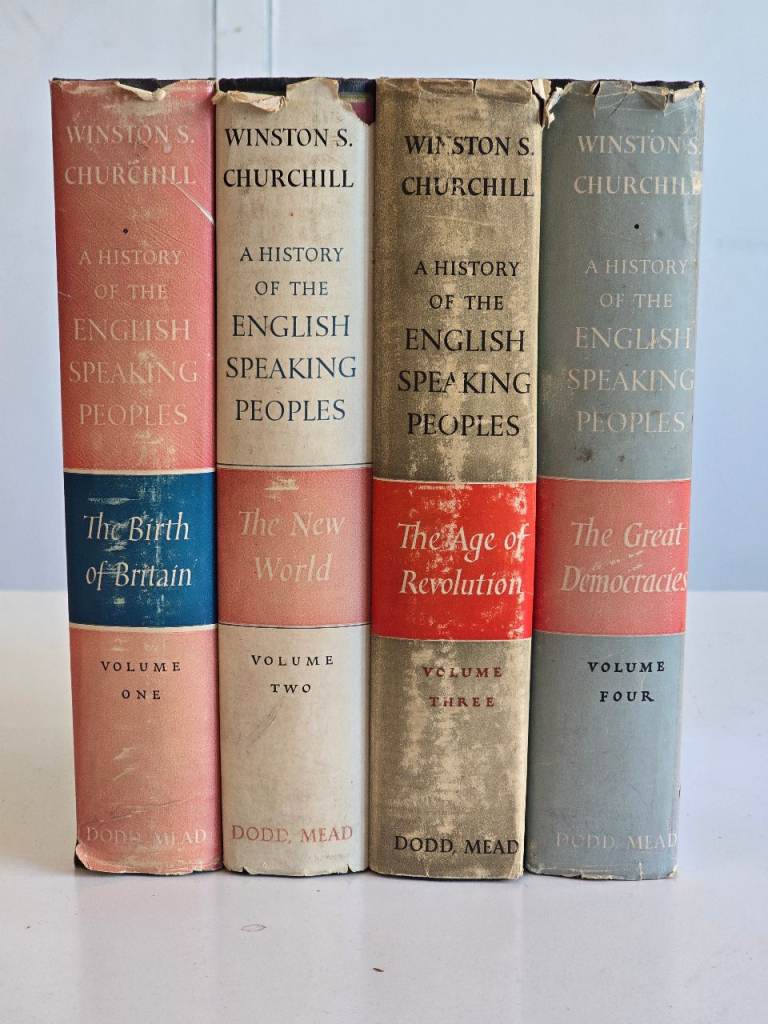 WINSTON S.
CHURCHILL
A HISTORY
OF THE
ENGLISH
SPEAKING
PEOPLES
The Birth
of Britain
VOLUME
ONE
DODD, MEAD
WINSTON S.
CHURCHILL
A HISTORY
OF THE
ENGLISH
SPEAKING
PEOPLES
The New
World
VOLUME
TWO
DODD, MEAD
WINSTON S.
CHURCHILL
A HISTORY
OF THE
ENGLISH
SPEAKING
PEOPLES
The Age of
Revolution
VOLUME
THREE
DODD, MEAD
WINSTON S.
CHURCHILL
A HISTORY
OF THE
ENGLISH
SPEAKING
PEOPLES
The Great
Democracies
VOLUME
FOUR
DODD, MEAD